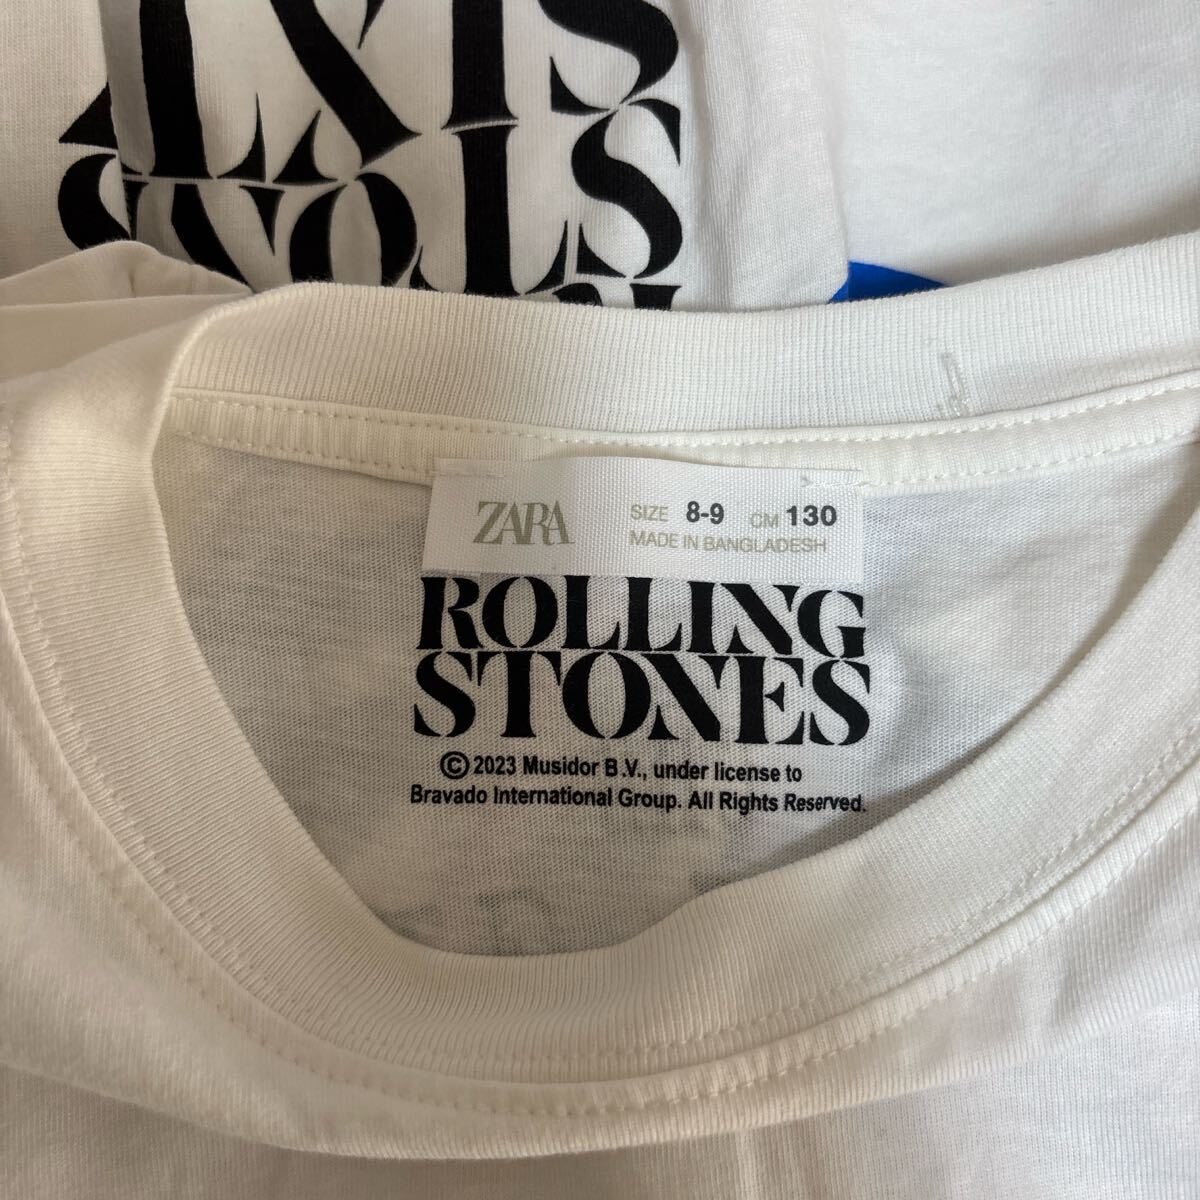 ZARA
SIZE 8-9 CM 130
MADE IN BANGLADESH
ROLLING
STONES
© 2023 Musidor B.V., under license to
Bravado International Group. All Rights Reserved.